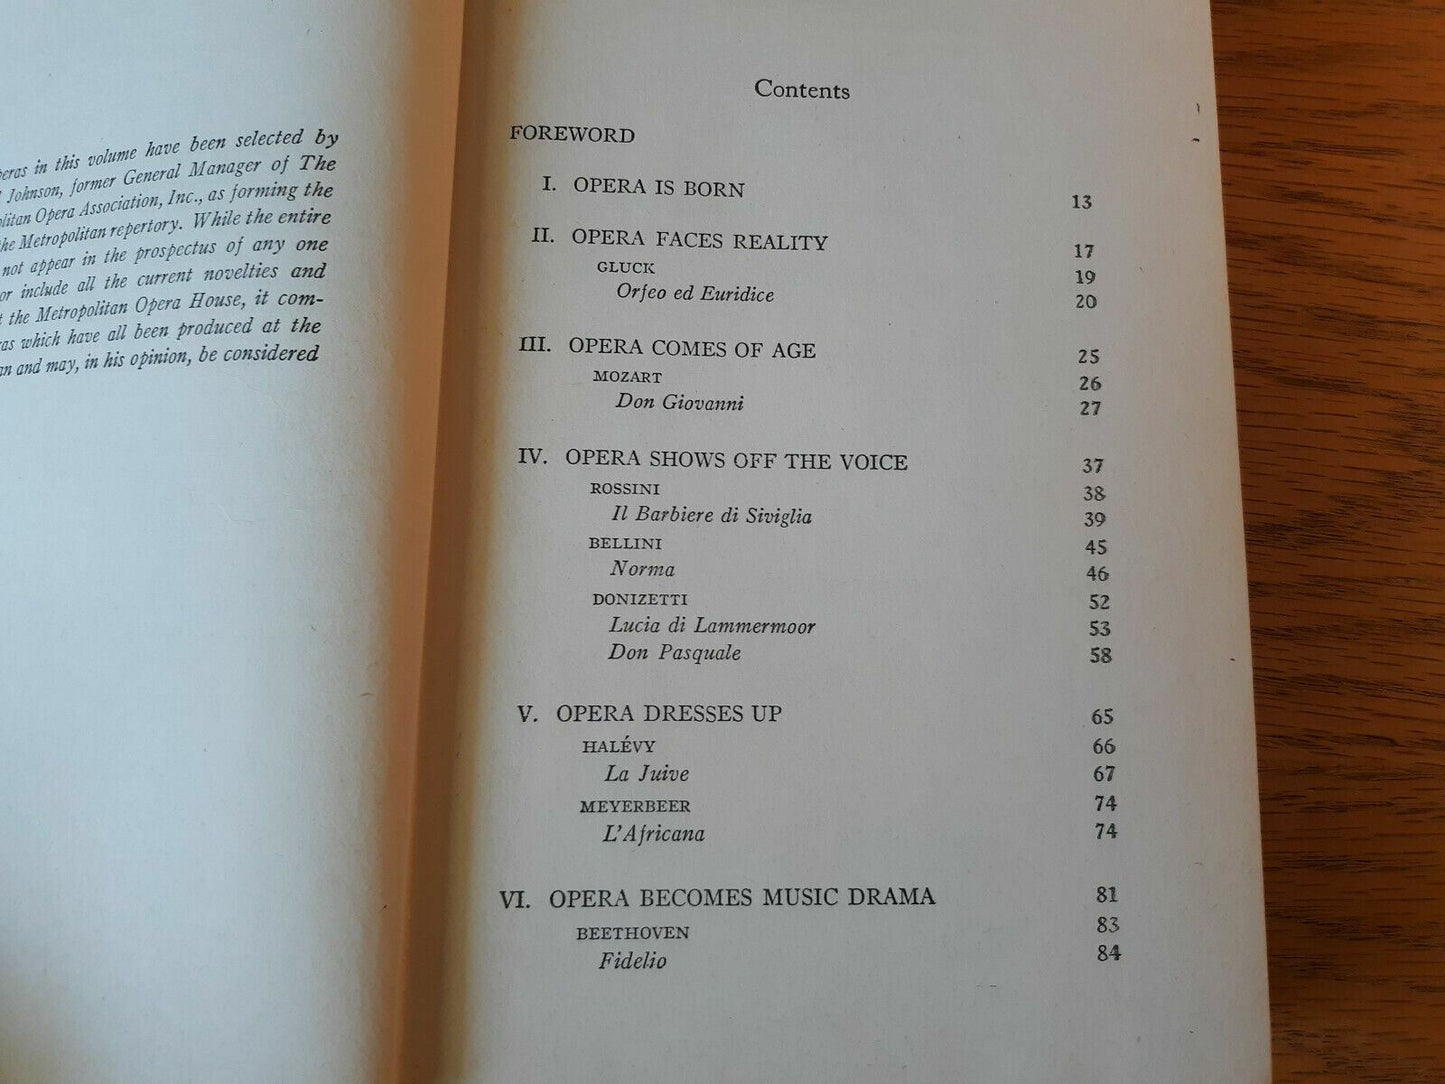 in this volume have been selected by
Johnson, former General Manager of The
Opera Association, Inc., as forming the
Metropolitan repertory. While the entire
not appear in the prospectus of any one
or include all the current novelties and
the Metropolitan Opera House, it com-
which have all been produced at the
and may, in his opinion, be considered
Contents
FOREWORD
I. OPERA IS BORN 13
II. OPERA FACES REALITY 17
GLUCK 19
Orfeo ed Euridice 20
III. OPERA COMES OF AGE 25
MOZART 26
Don Giovanni 27
IV. OPERA SHOWS OFF THE VOICE 37
ROSSINI 38
Il Barbiere di Siviglia 39
BELLINI 45
Norma 46
DONIZETTI 52
Lucia di Lammermoor 53
Don Pasquale 58
V. OPERA DRESSES UP 65
HALÉVY 66
La Juive 67
MEYERBEER 74
L'Africana 74
VI. OPERA BECOMES MUSIC DRAMA 81
BEETHOVEN 83
Fidelio 84